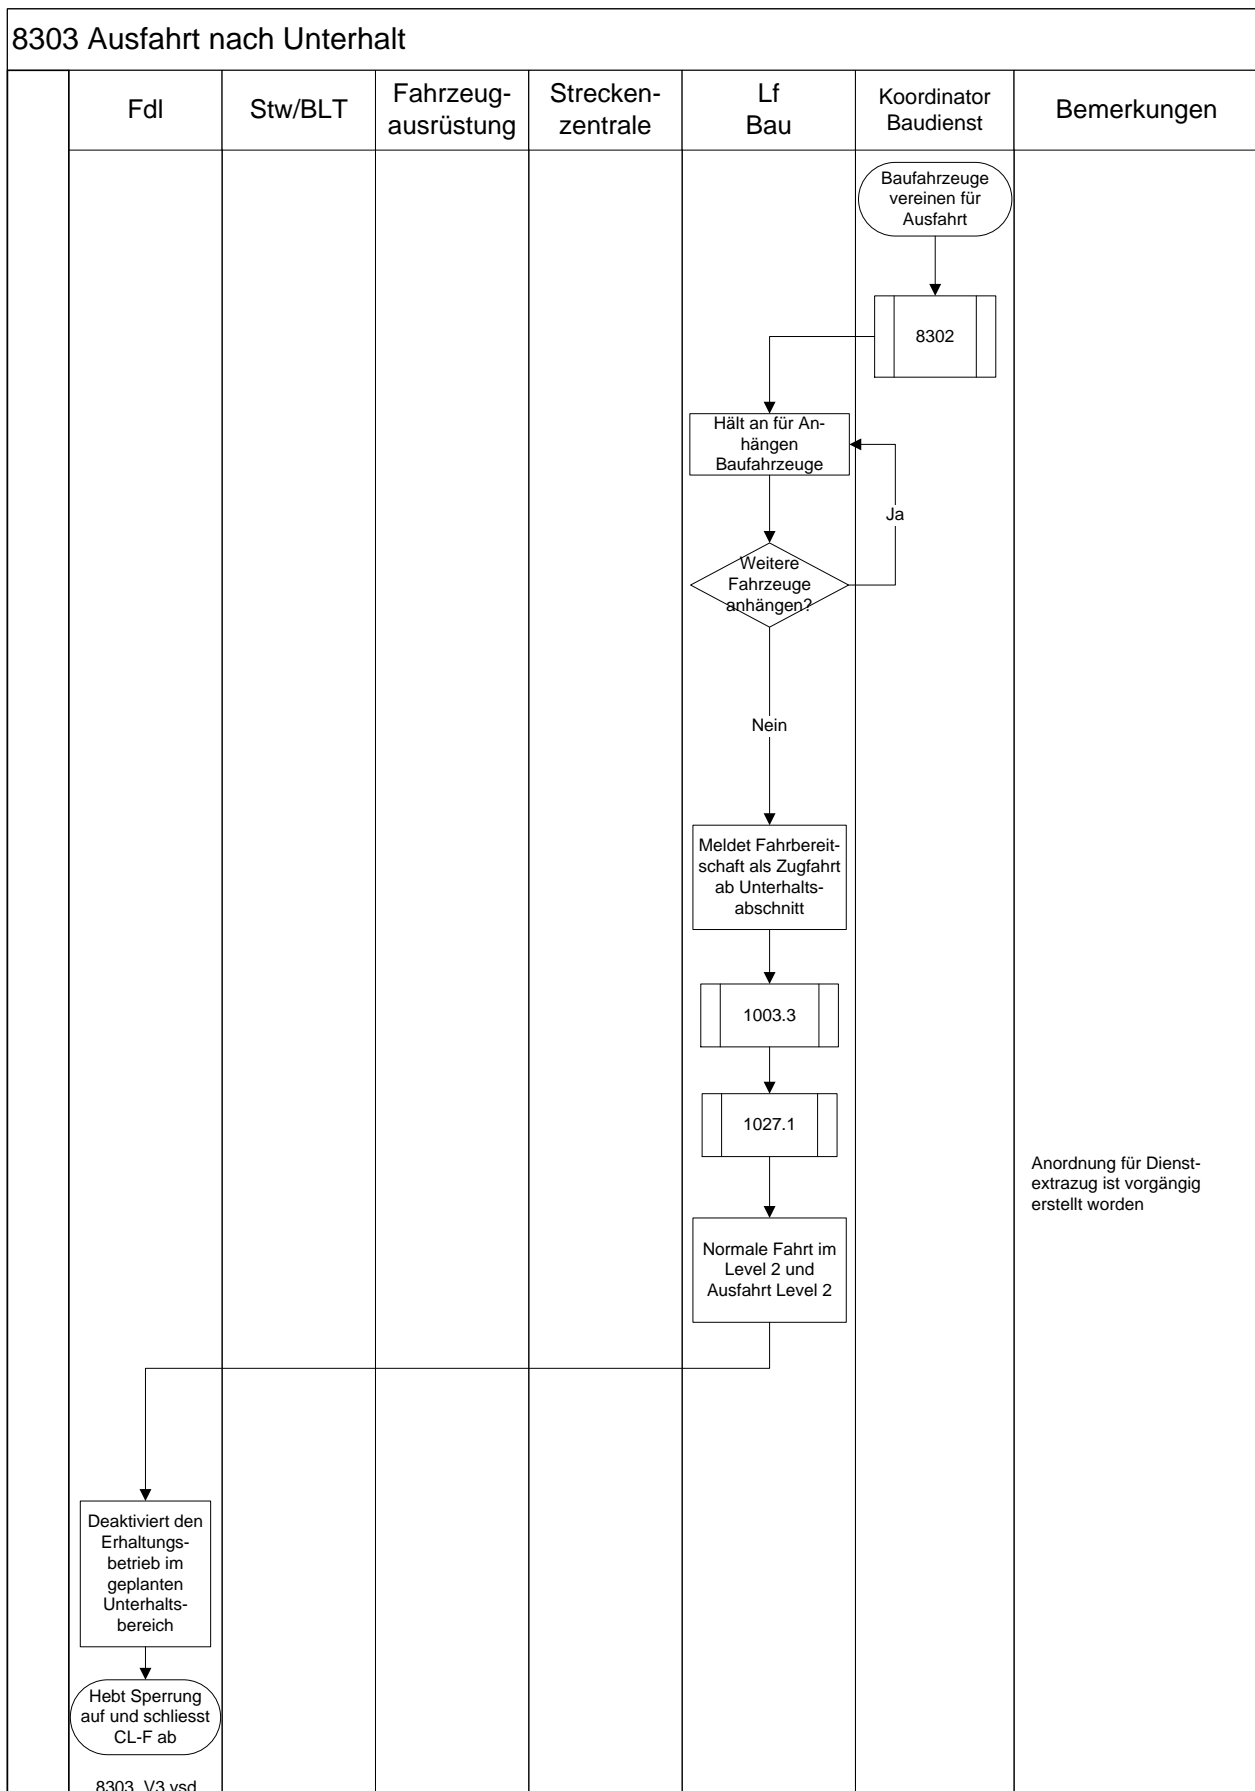 8303 Ausfahrt nach Unterhalt
Fdl
Stw/BLT
Fahrzeug-
ausrüstung
Strecken-
zentrale
Lf
Bau
Koordinator
Baudienst
Bemerkungen
Baufahrzeuge
vereinen für
Ausfahrt
8302
Hält an für An-
hängen
Baufahrzeuge
Ja
Weitere
Fahrzeuge
anhängen?
Nein
Meldet Fahrbereit-
schaft als Zugfahrt
ab Unterhalts-
abschnitt
1003.3
1027.1
Anordnung für Dienst-
extrazug ist vorgängig
erstellt worden
Normale Fahrt im
Level 2 und
Ausfahrt Level 2
Deaktiviert den
Erhaltungs-
betrieb im
geplanten
Unterhalts-
bereich
Hebt Sperrung
auf und schliesst
CL-F ab
8303_V3.vsd